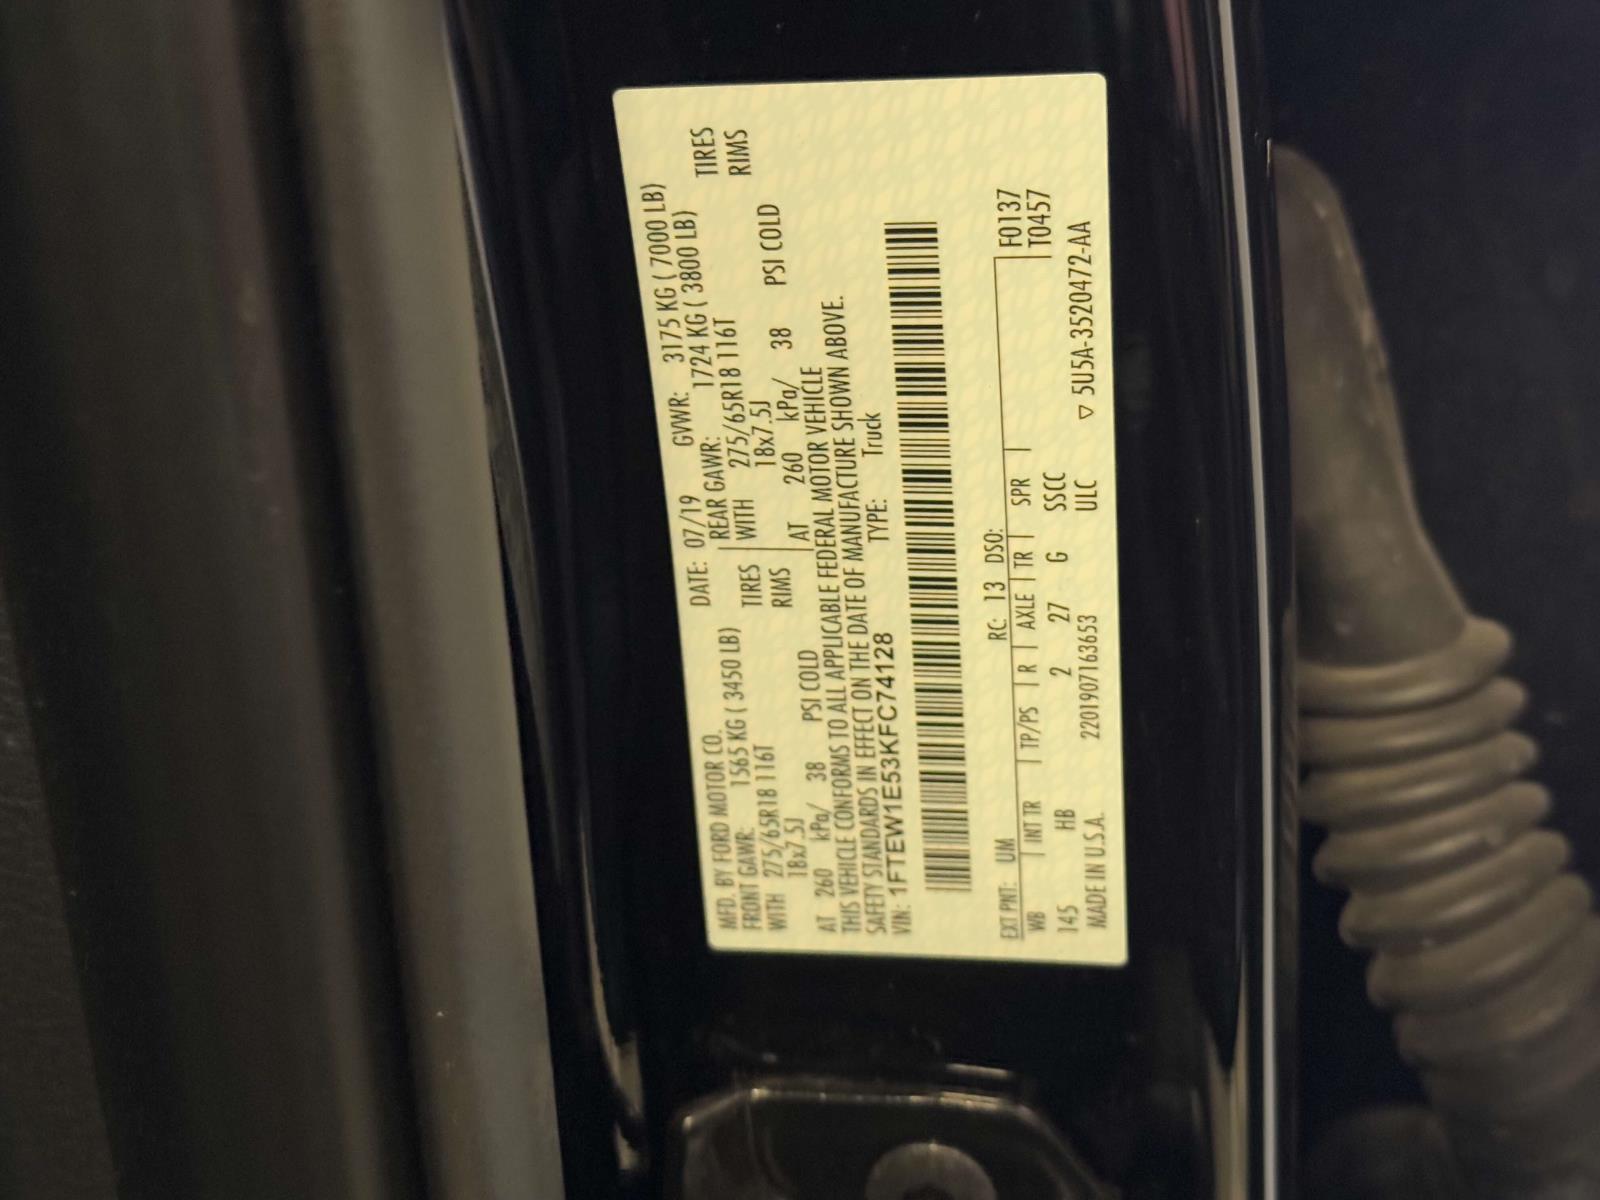 MFD. BY FORD MOTOR CO.
DATE: 07/19 GVWR: 3175 KG ( 7000 LB)
FRONT GAWR: 1565 KG ( 3450 LB) REAR GAWR: 1724 KG ( 3800 LB)
WITH 275/65R18 116T TIRES WITH 275/65R18 116T TIRES
18x7.5J RIMS 18x7.5J RIMS
AT 260 kPa/ 38 PSI COLD AT 260 kPa/ 38 PSI COLD
THIS VEHICLE CONFORMS TO ALL APPLICABLE FEDERAL MOTOR VEHICLE
SAFETY STANDARDS IN EFFECT ON THE DATE OF MANUFACTURE SHOWN ABOVE.
VIN: 1FTEW1E53KFC74128 TYPE: Truck
EXT PNT: UM RC: 13 DSO: F0137
WB INT TR TP/PS R AXLE TR SPR T0457
145 HB 2 27 G SSCC
MADE IN U.S.A. 2201907163653 ULC ▽ 5U5A-3520472-AA